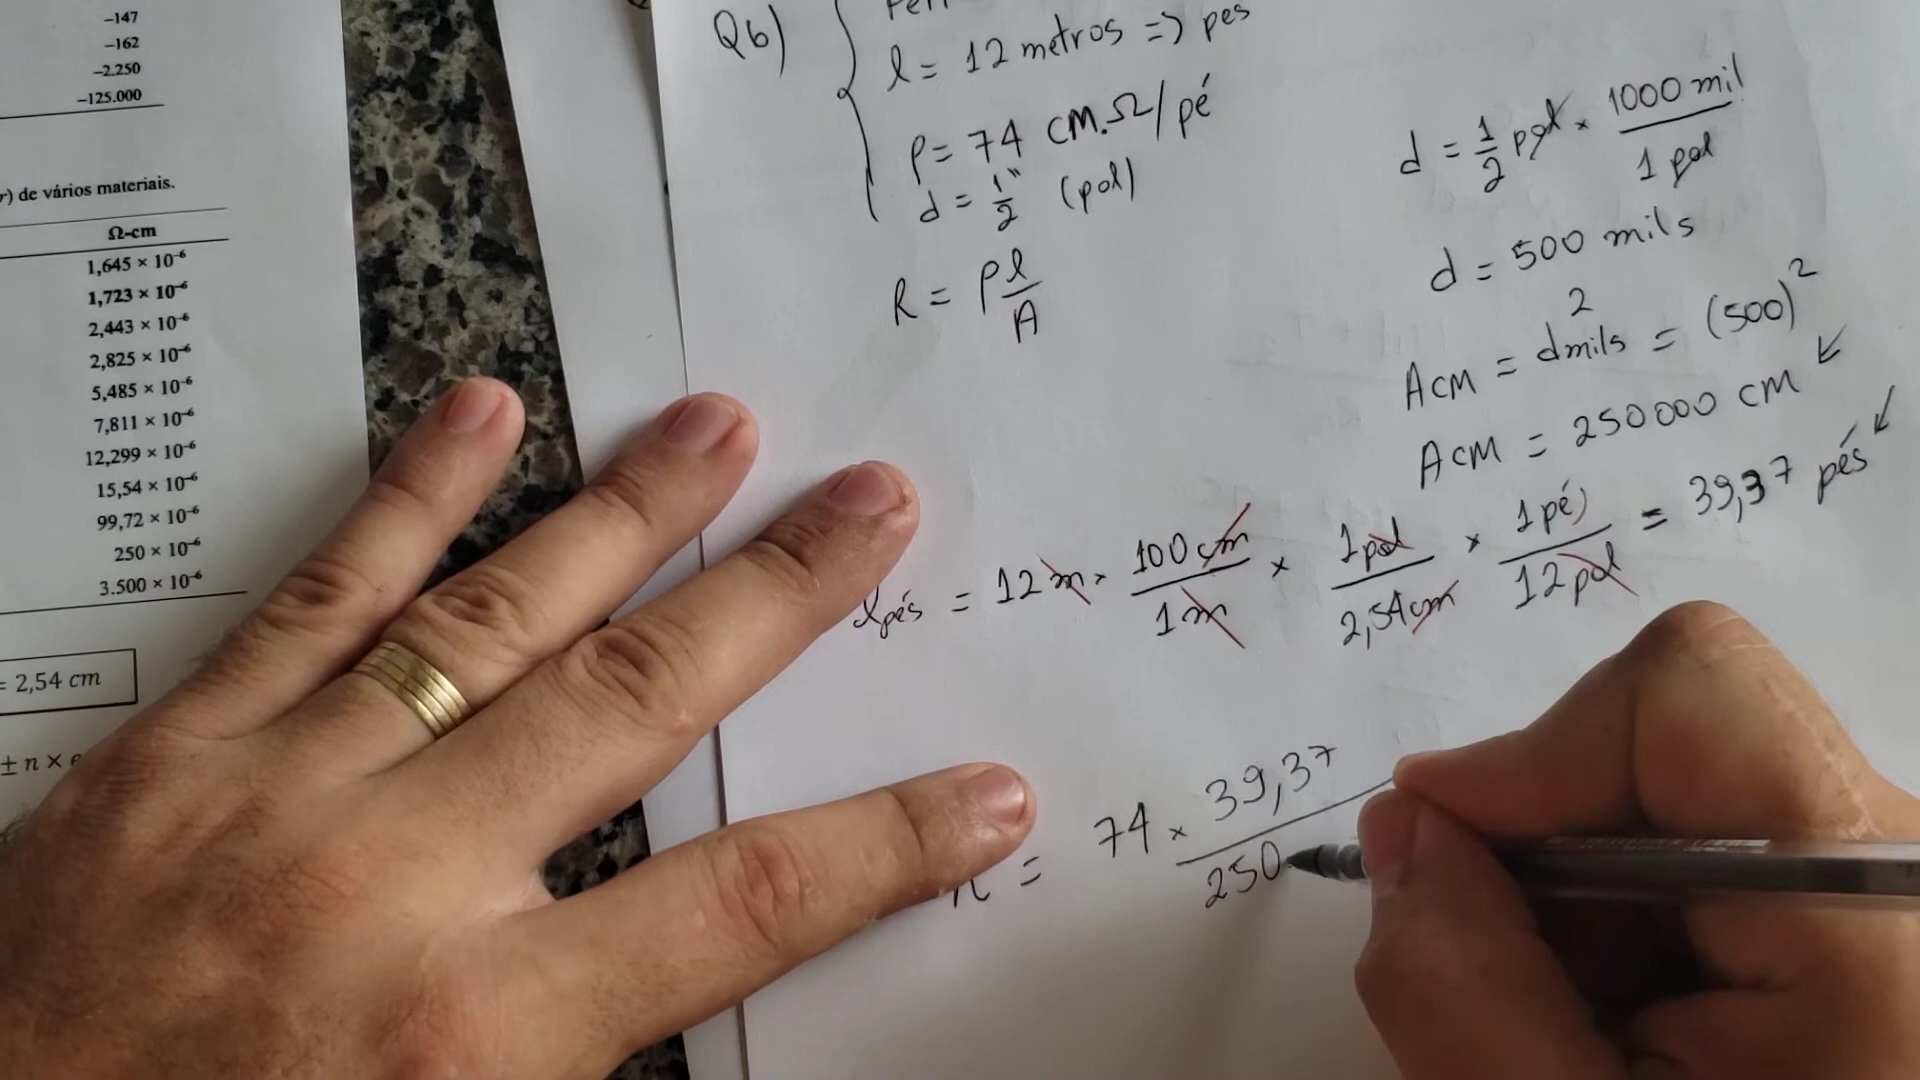 -147
-162
-2.250
-125.000
r) de vários materiais.
Ω-cm
1,645 × 10⁻⁶
1,723 × 10⁻⁶
2,443 × 10⁻⁶
2,825 × 10⁻⁶
5,485 × 10⁻⁶
7,811 × 10⁻⁶
12,299 × 10⁻⁶
15,54 × 10⁻⁶
99,72 × 10⁻⁶
250 × 10⁻⁶
3.500 × 10⁻⁶
= 2,54 cm
± n ×
Q6)
l = 12 metros => pes
ρ = 74 CM.Ω/pé
d = 1/2" (pol)
R = ρ l/A
d = 1/2 pol × 1000 mil / 1 pol
d = 500 mils
ACM = d²mils = (500)²
ACM = 250000 CM
lpés = 12 m × 100 cm / 1 m × 1 pol / 2,54 cm × 1 pé / 12 pol = 39,37 pés
= 74 × 39,37 / 250